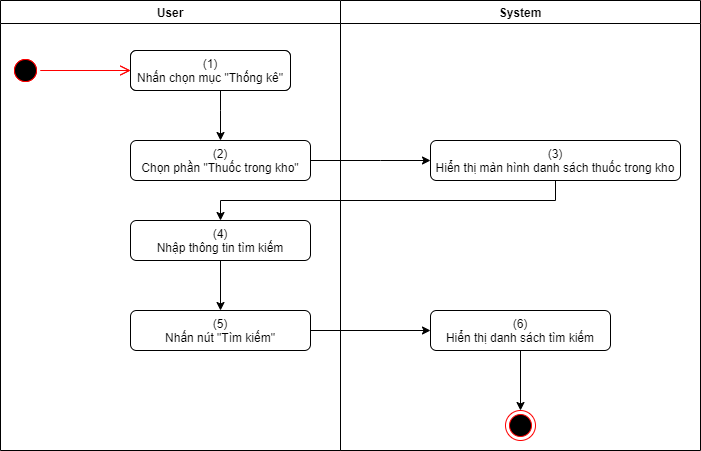 User
System
(1)
Nhấn chọn mục "Thống kê"
(2)
Chọn phần "Thuốc trong kho"
(3)
Hiển thị màn hình danh sách thuốc trong kho
(4)
Nhập thông tin tìm kiếm
(5)
Nhấn nút "Tìm kiếm"
(6)
Hiển thị danh sách tìm kiếm